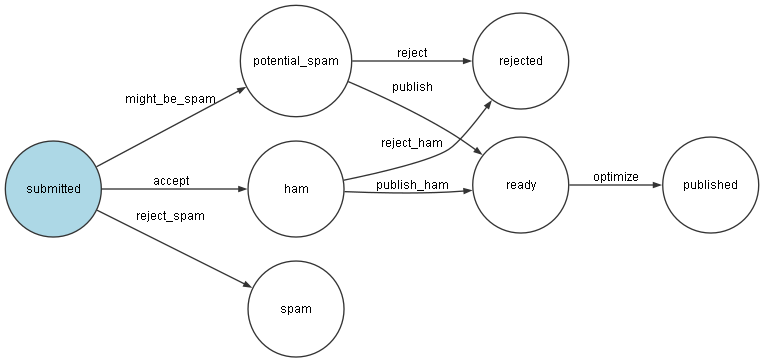 potential_spam
reject
rejected
might_be_spam
publish
submitted
accept
ham
reject_ham
publish_ham
ready
optimize
published
reject_spam
spam